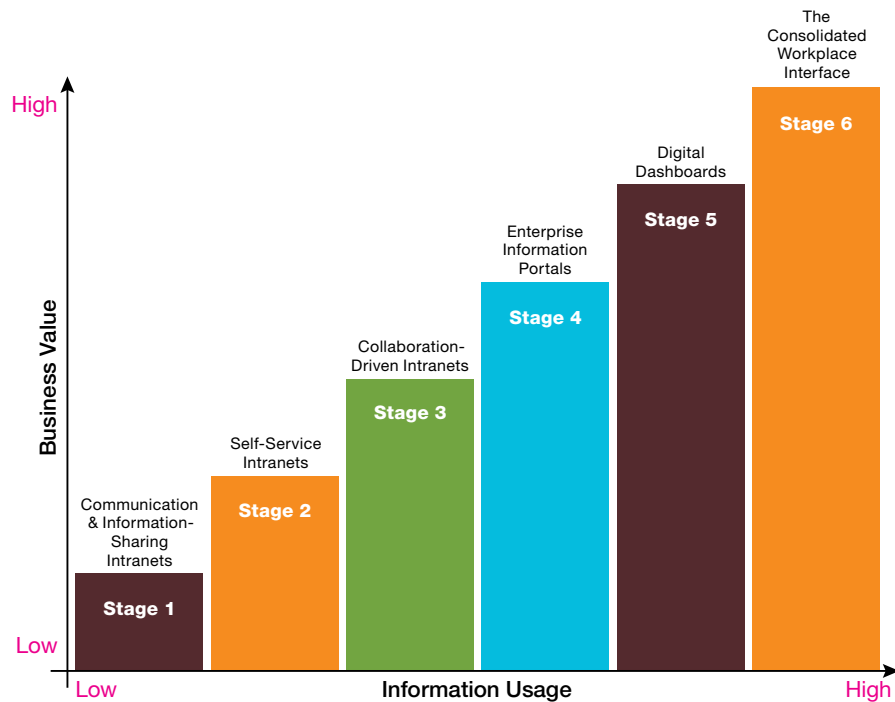 The
Consolidated
Workplace
Interface
High
Stage 6
Digital
Dashboards
Stage 5
Enterprise
Information
Portals
Stage 4
Collaboration-
Driven Intranets
Stage 3
Self-Service
Intranets
Stage 2
Communication
& Information-
Sharing
Intranets
Stage 1
Business Value
Low
Low
Information Usage
High